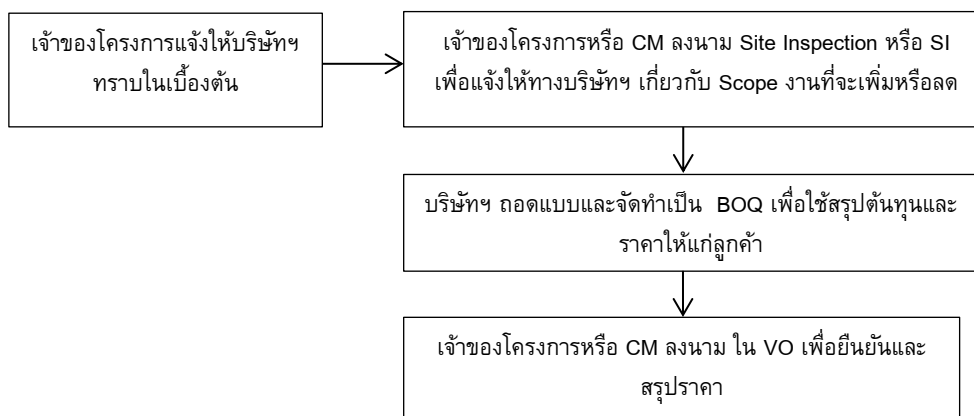 เจ้าของโครงการแจ้งให้บริษัทฯ
ทราบในเบื้องต้น
เจ้าของโครงการหรือ CM ลงนาม Site Inspection หรือ SI
เพื่อแจ้งให้ทางบริษัทฯ เกี่ยวกับ Scope งานที่จะเพิ่มหรือลด
บริษัทฯ ถอดแบบและจัดทำเป็น BOQ เพื่อใช้สรุปต้นทุนและ
ราคาให้แก่ลูกค้า
เจ้าของโครงการหรือ CM ลงนาม ใน VO เพื่อยืนยันและ
สรุปราคา